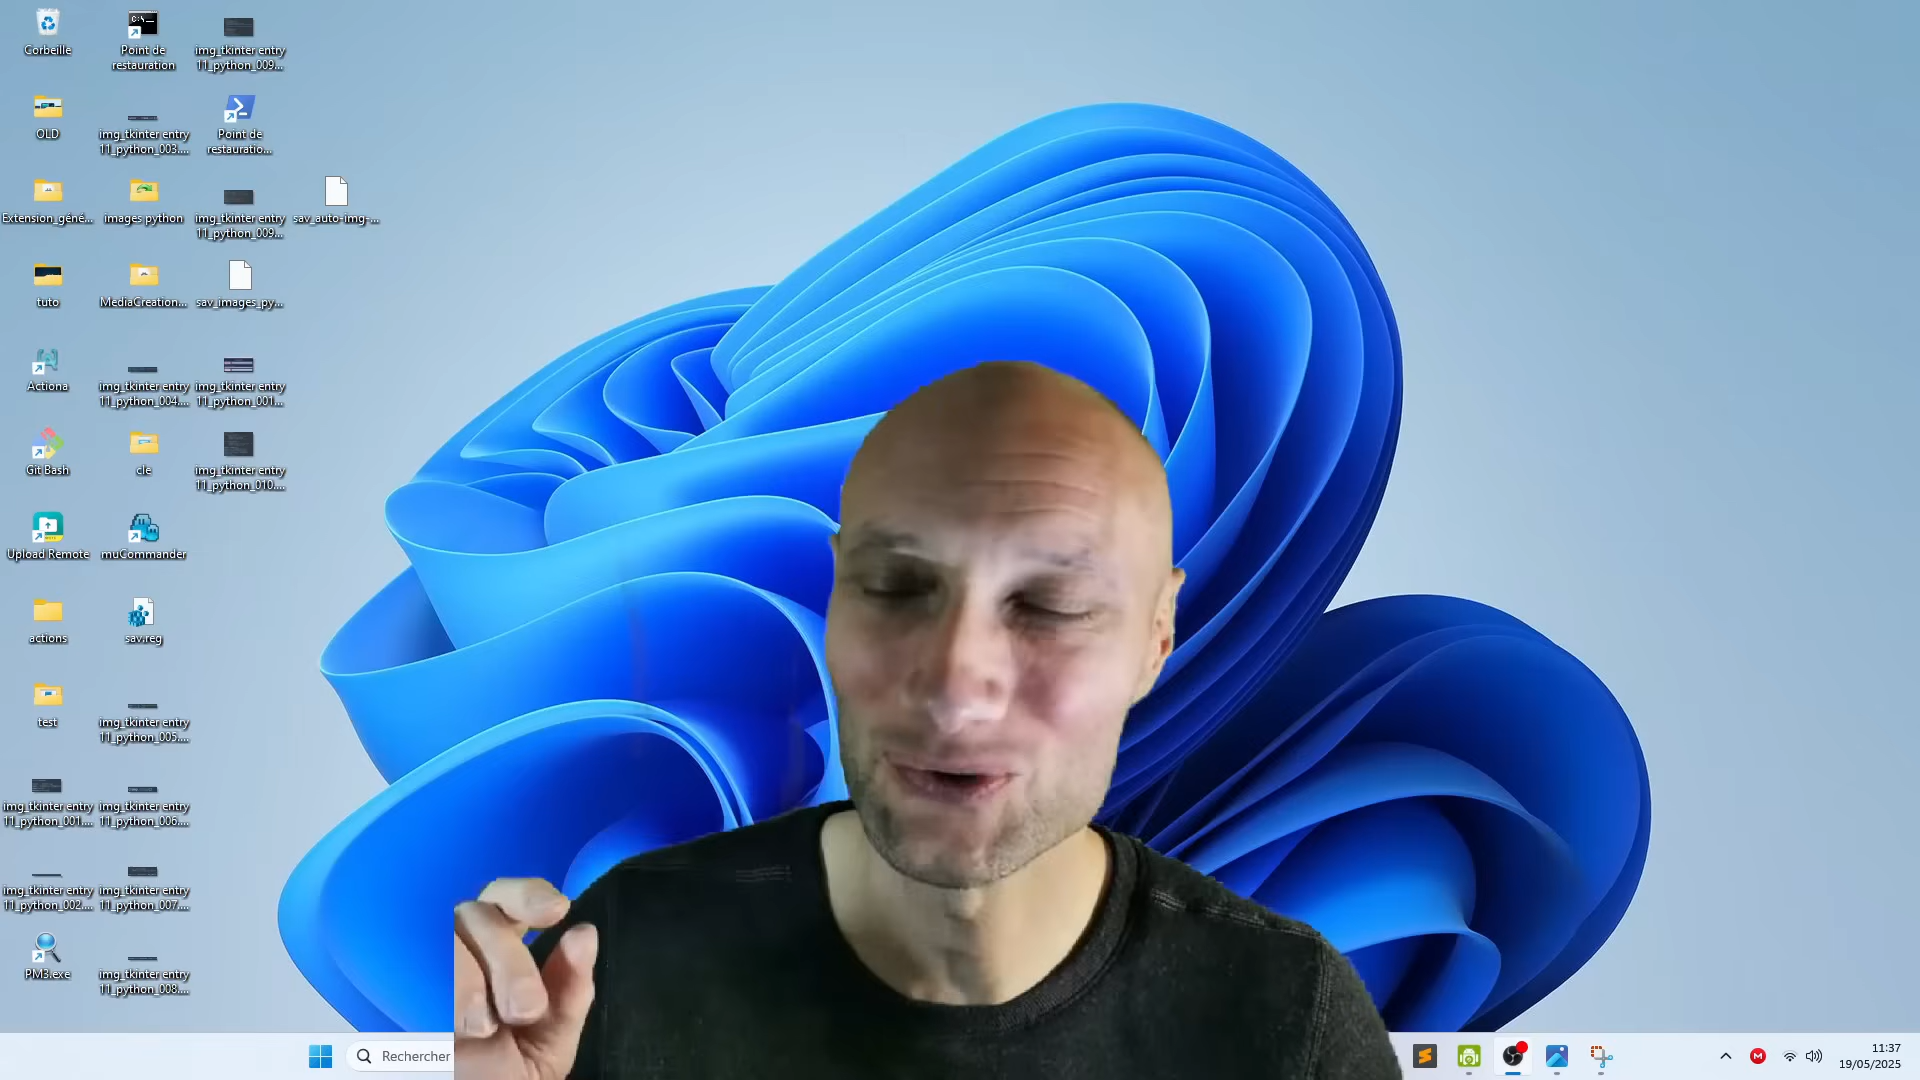 Corbeille
Point de
restauration
img_tkinter entry
11_python_009...
OLD
img_tkinter entry
11_python_003....
Point de
restauratio...
Extension_géné...
images python
img_tkinter entry
11_python_009...
sav_auto-img-...
tuto
MediaCreation...
sav_images_py...
Actiona
img_tkinter entry
11_python_004....
img_tkinter entry
11_python_001...
Git Bash
cle
img_tkinter entry
11_python_010....
Upload Remote
muCommander
actions
sav.reg
test
img_tkinter entry
11_python_005....
img_tkinter entry
11_python_001....
img_tkinter entry
11_python_006....
img_tkinter entry
11_python_002....
img_tkinter entry
11_python_007....
PM3.exe
img_tkinter entry
11_python_008....
Rechercher
11:37
19/05/2025